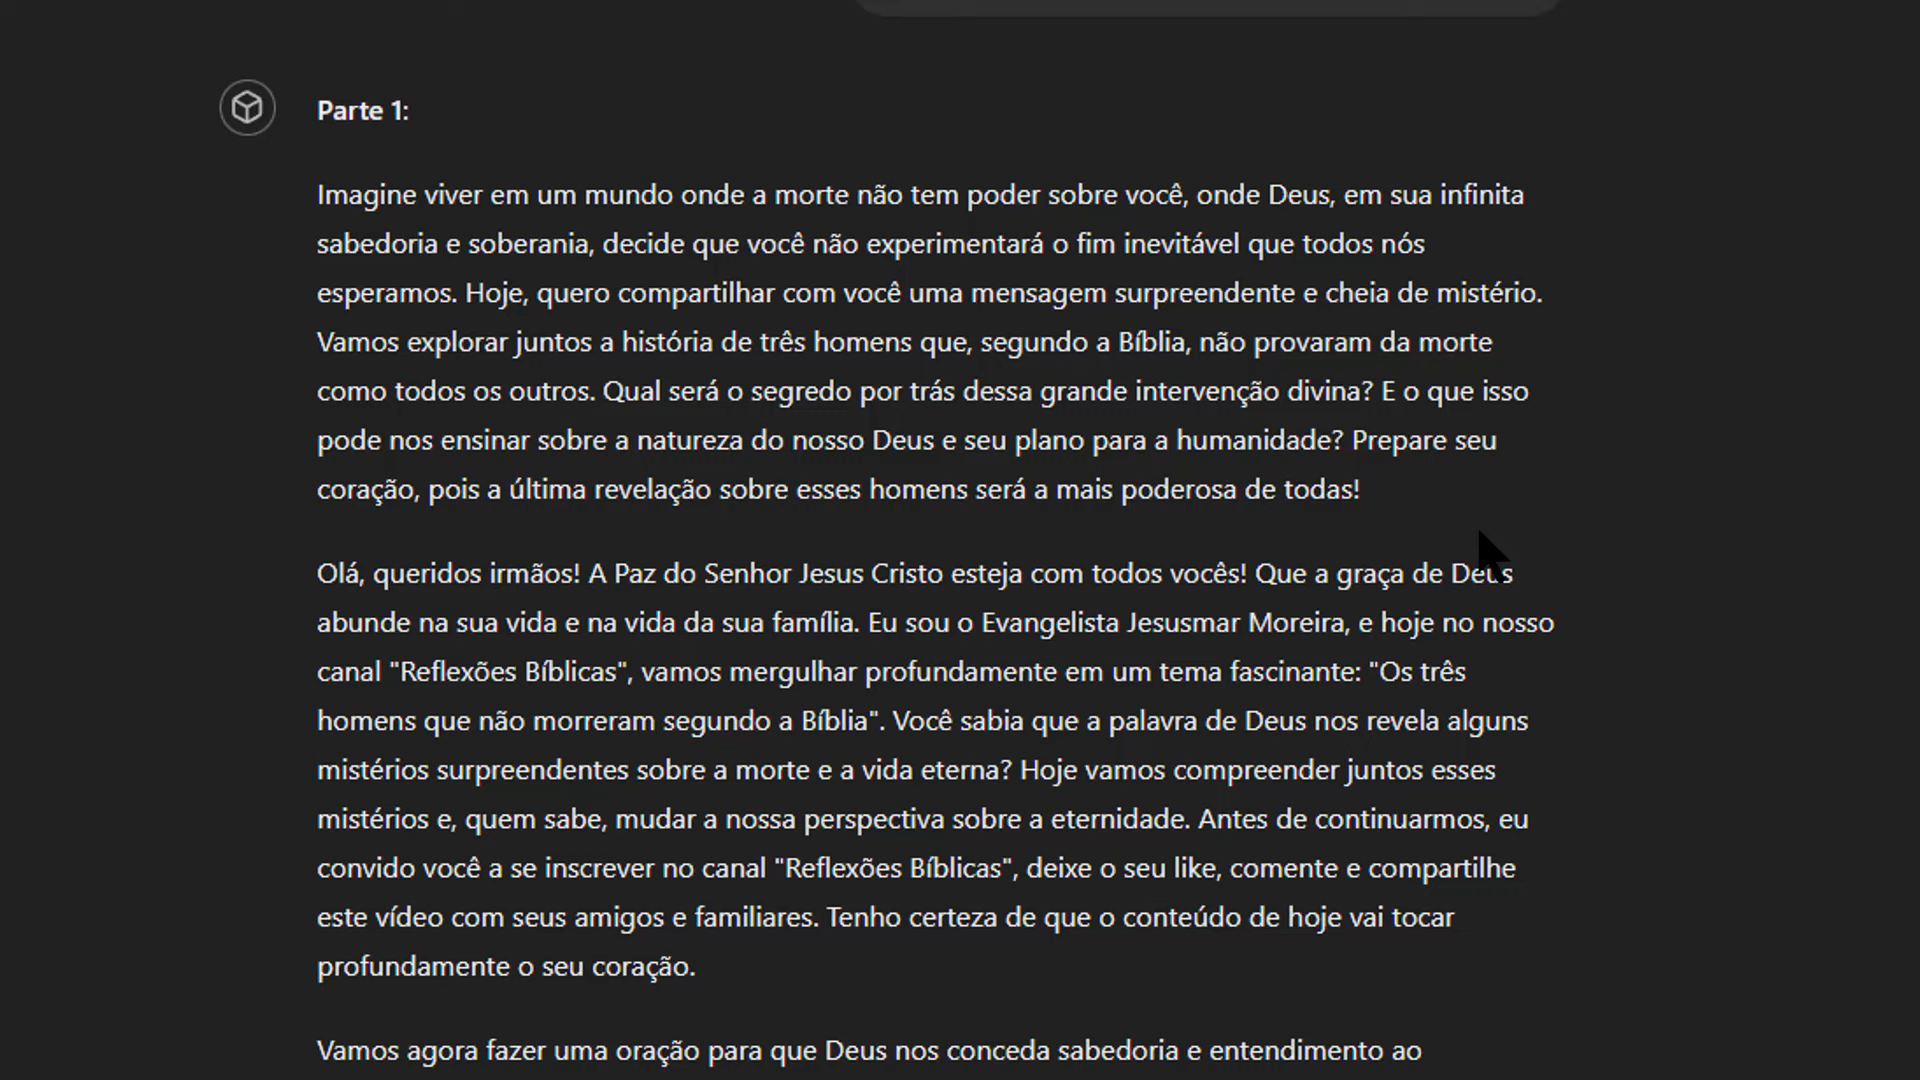 Parte 1:
Imagine viver em um mundo onde a morte não tem poder sobre você, onde Deus, em sua infinita
sabedoria e soberania, decide que você não experimentará o fim inevitável que todos nós
esperamos. Hoje, quero compartilhar com você uma mensagem surpreendente e cheia de mistério.
Vamos explorar juntos a história de três homens que, segundo a Bíblia, não provaram da morte
como todos os outros. Qual será o segredo por trás dessa grande intervenção divina? E o que isso
pode nos ensinar sobre a natureza do nosso Deus e seu plano para a humanidade? Prepare seu
coração, pois a última revelação sobre esses homens será a mais poderosa de todas!
Olá, queridos irmãos! A Paz do Senhor Jesus Cristo esteja com todos vocês! Que a graça de Deus
abunde na sua vida e na vida da sua família. Eu sou o Evangelista Jesusmar Moreira, e hoje no nosso
canal "Reflexões Bíblicas", vamos mergulhar profundamente em um tema fascinante: "Os três
homens que não morreram segundo a Bíblia". Você sabia que a palavra de Deus nos revela alguns
mistérios surpreendentes sobre a morte e a vida eterna? Hoje vamos compreender juntos esses
mistérios e, quem sabe, mudar a nossa perspectiva sobre a eternidade. Antes de continuarmos, eu
convido você a se inscrever no canal "Reflexões Bíblicas", deixe o seu like, comente e compartilhe
este vídeo com seus amigos e familiares. Tenho certeza de que o conteúdo de hoje vai tocar
profundamente o seu coração.
Vamos agora fazer uma oração para que Deus nos conceda sabedoria e entendimento ao